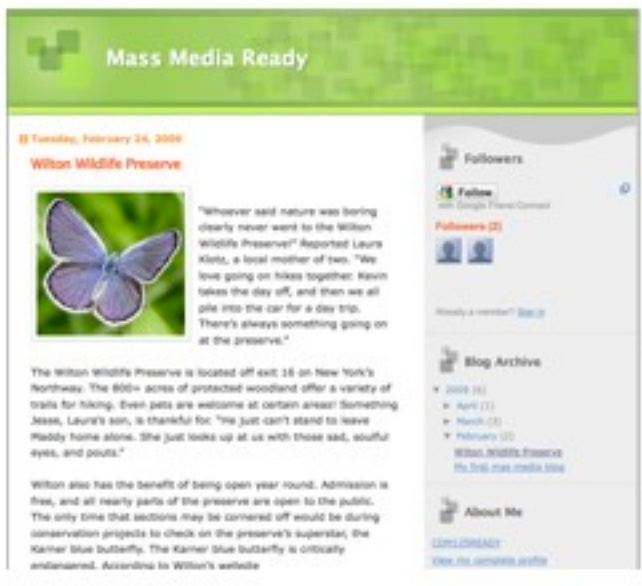 Mass Media Ready
Tuesday, February 24, 2009
Wilton Wildlife Preserve
"Whoever said nature was boring
clearly never went to the Wilton
Wildlife Preserve!" Reported Laura
Klotz, a local mother of two. "We
love going on hikes together. Kevin
takes the day off, and then we all
pile into the car for a day trip.
There's always something going on
at the preserve."
The Wilton Wildlife Preserve is located off exit 16 on New York's
Northway. The 800+ acres of protected woodland offer a variety of
trails for hiking. Even pets are welcome at certain areas! Something
Jesse, Laura's son, is thankful for. "He just can't stand to leave
Maddy home alone. She just looks up at us with those sad, soulful
eyes, and pouts."
Wilton also has the benefit of being open year round. Admission is
free, and all nearly parts of the preserve are open to the public.
The only time that sections may be cornered off would be during
conservation projects to check on the preserve's superstar, the
Karner blue butterfly. The Karner blue butterfly is critically
endangered. According to Wilton's website
Followers
Follow
with Google Friend Connect
Followers (2)
Already a member? Sign in
Blog Archive
▼ 2009 (6)
► April (1)
► March (3)
▼ February (2)
Wilton Wildlife Preserve
My first mas media blog
About Me
View my complete profile